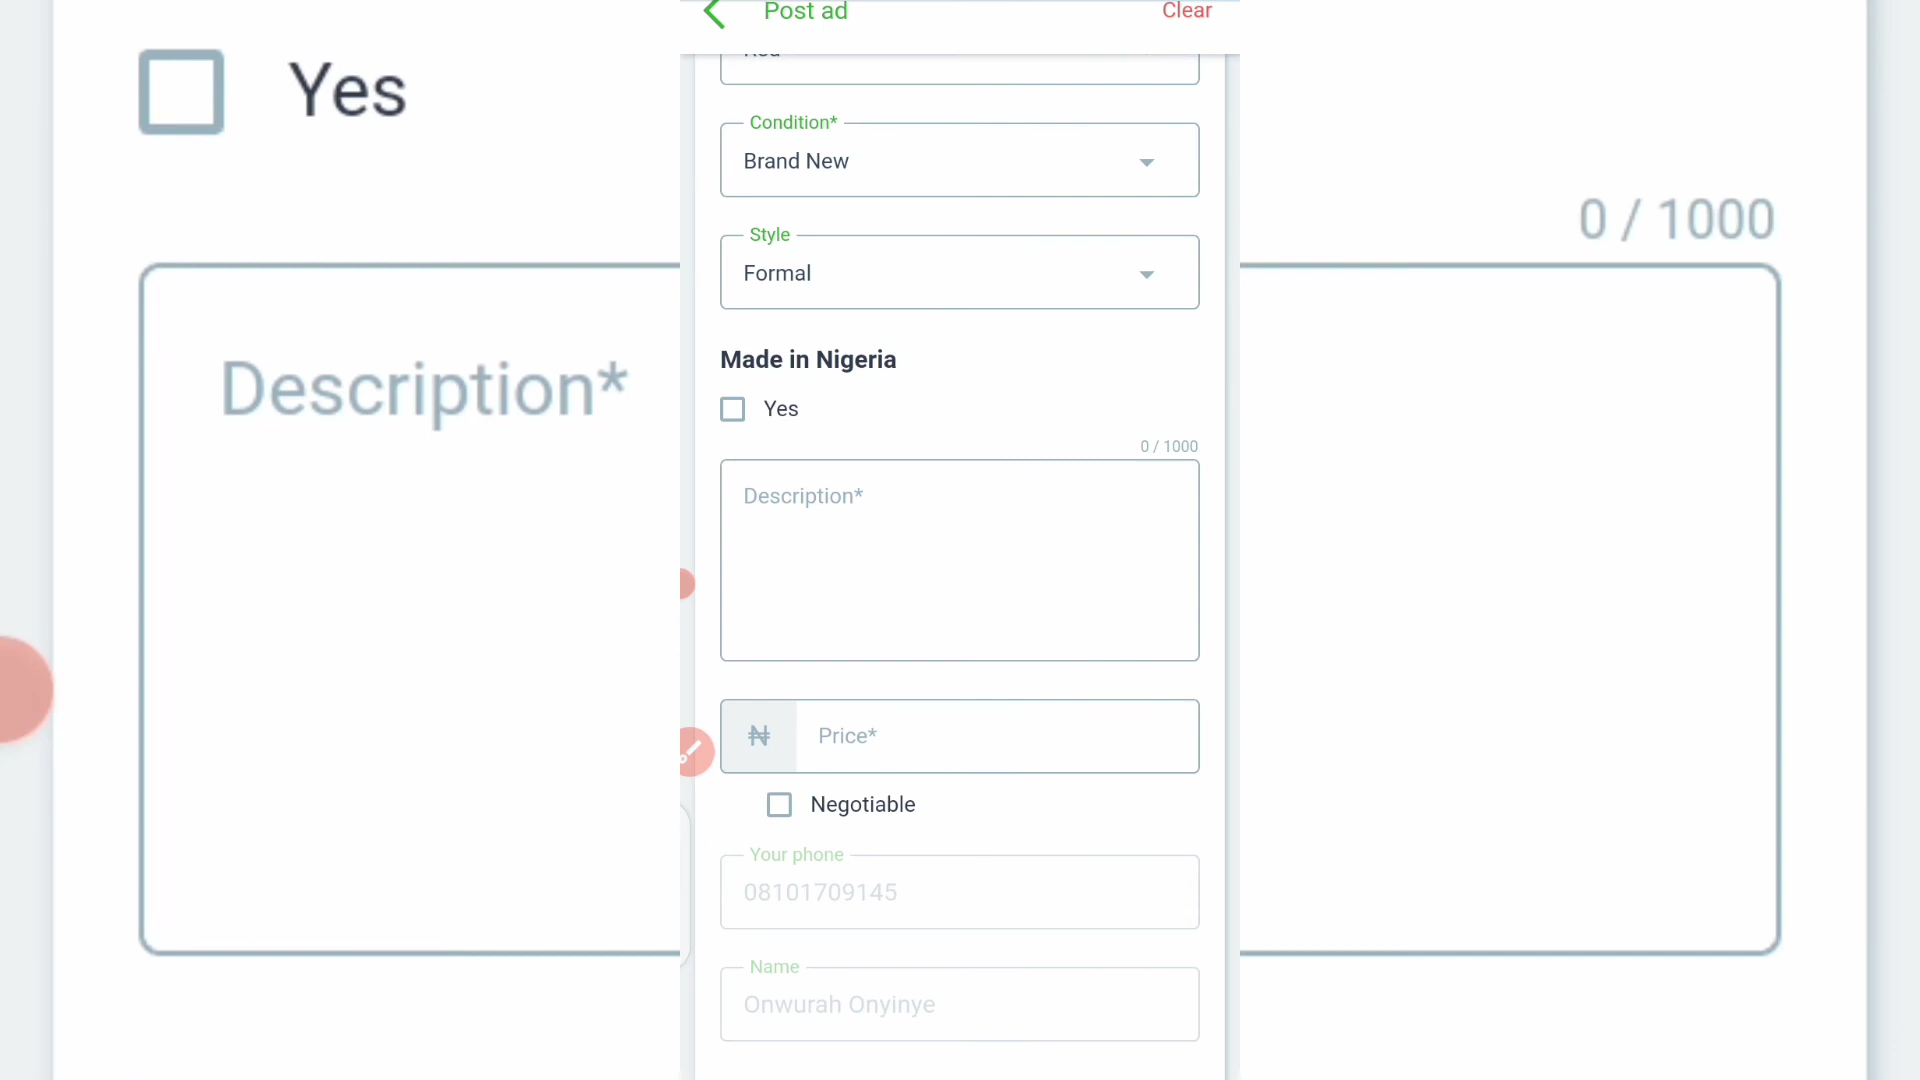 Post ad
Clear
Condition*
Brand New
Style
Formal
Made in Nigeria
Yes
0 / 1000
Description*
₦ Price*
Negotiable
Your phone
08101709145
Name
Onwurah Onyinye
Yes
0 / 1000
Description*